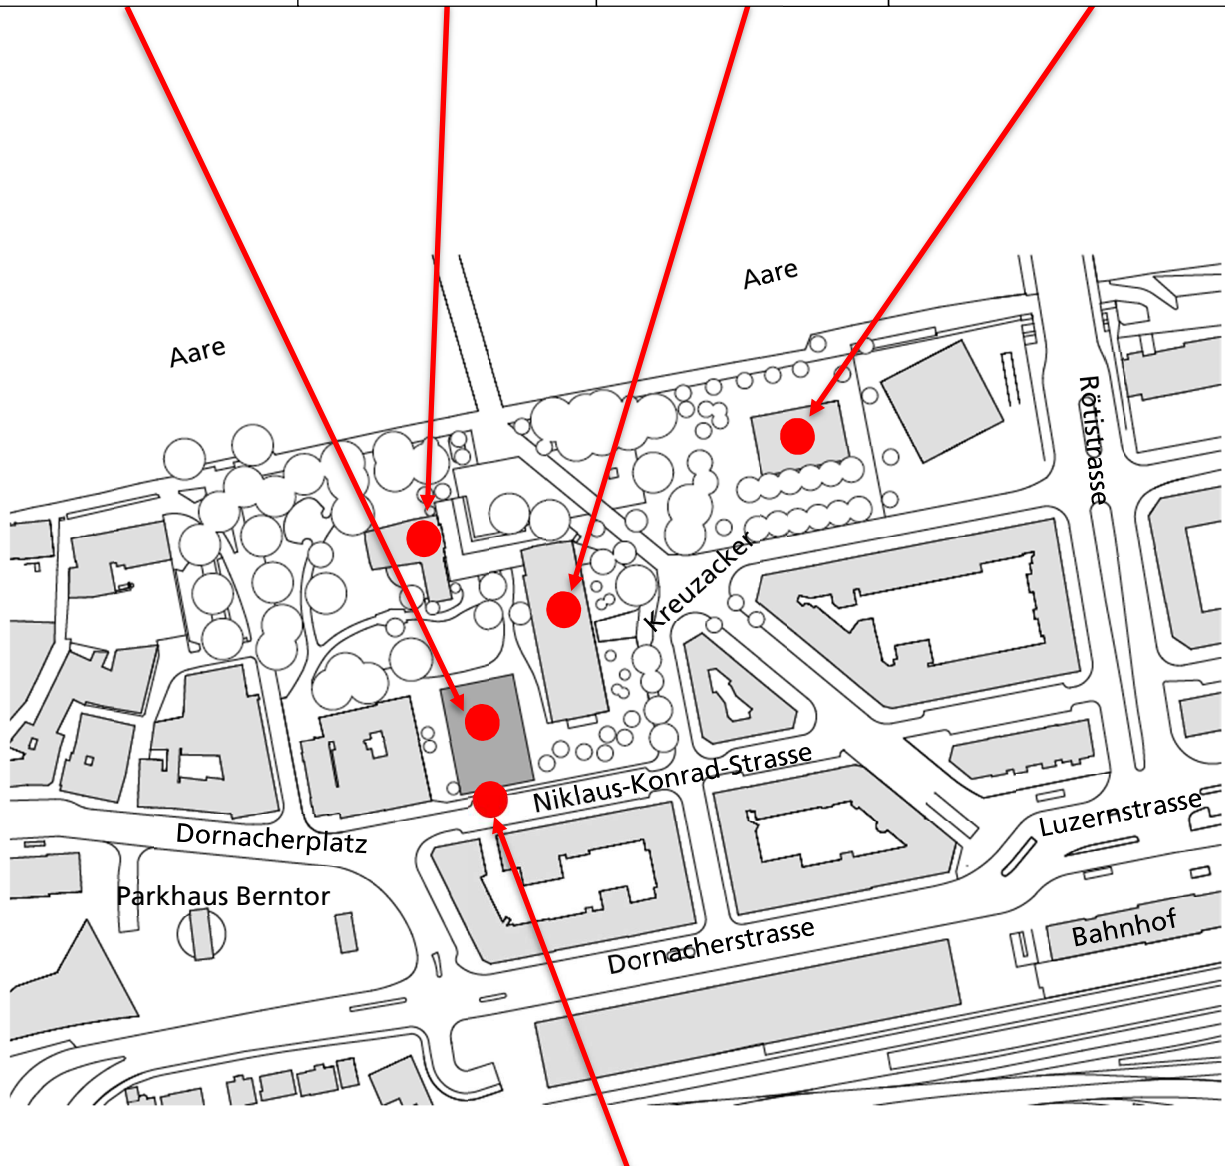 Aare
Aare
Rötistrasse
Kreuzacker
Niklaus-Konrad-Strasse
Luzernstrasse
Dornacherplatz
Parkhaus Berntor
Bahnhof
Dornacherstrasse